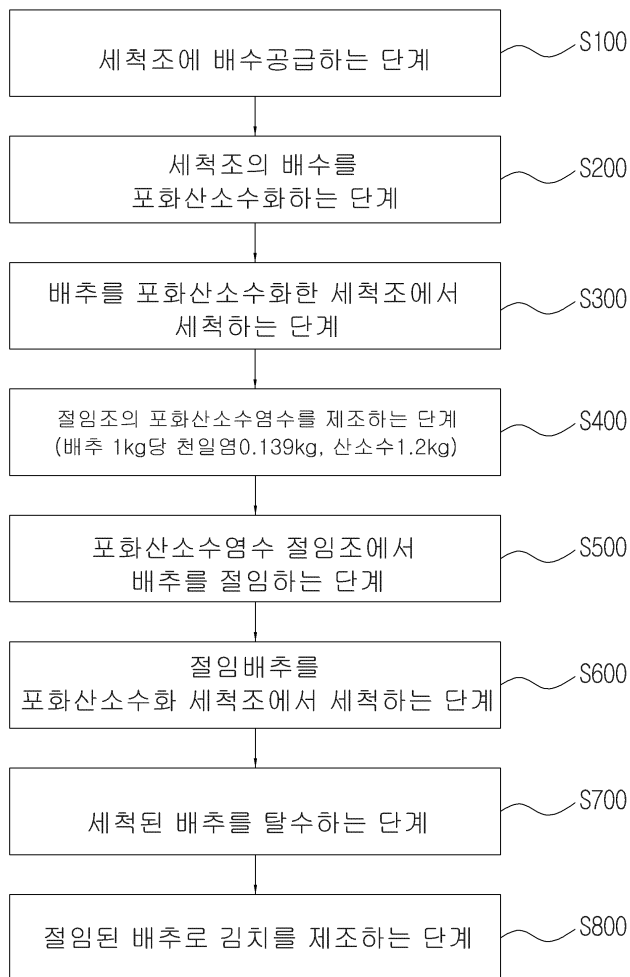 세척조에 배수공급하는 단계
S100
세척조의 배수를
포화산소수화하는 단계
S200
배추를 포화산소수화한 세척조에서
세척하는 단계
S300
절임조의 포화산소수염수를 제조하는 단계
(배추 1kg당 천일염0.139kg, 산소수1.2kg)
S400
포화산소수염수 절임조에서
배추를 절임하는 단계
S500
절임배추를
포화산소수화 세척조에서 세척하는 단계
S600
세척된 배추를 탈수하는 단계
S700
절임된 배추로 김치를 제조하는 단계
S800